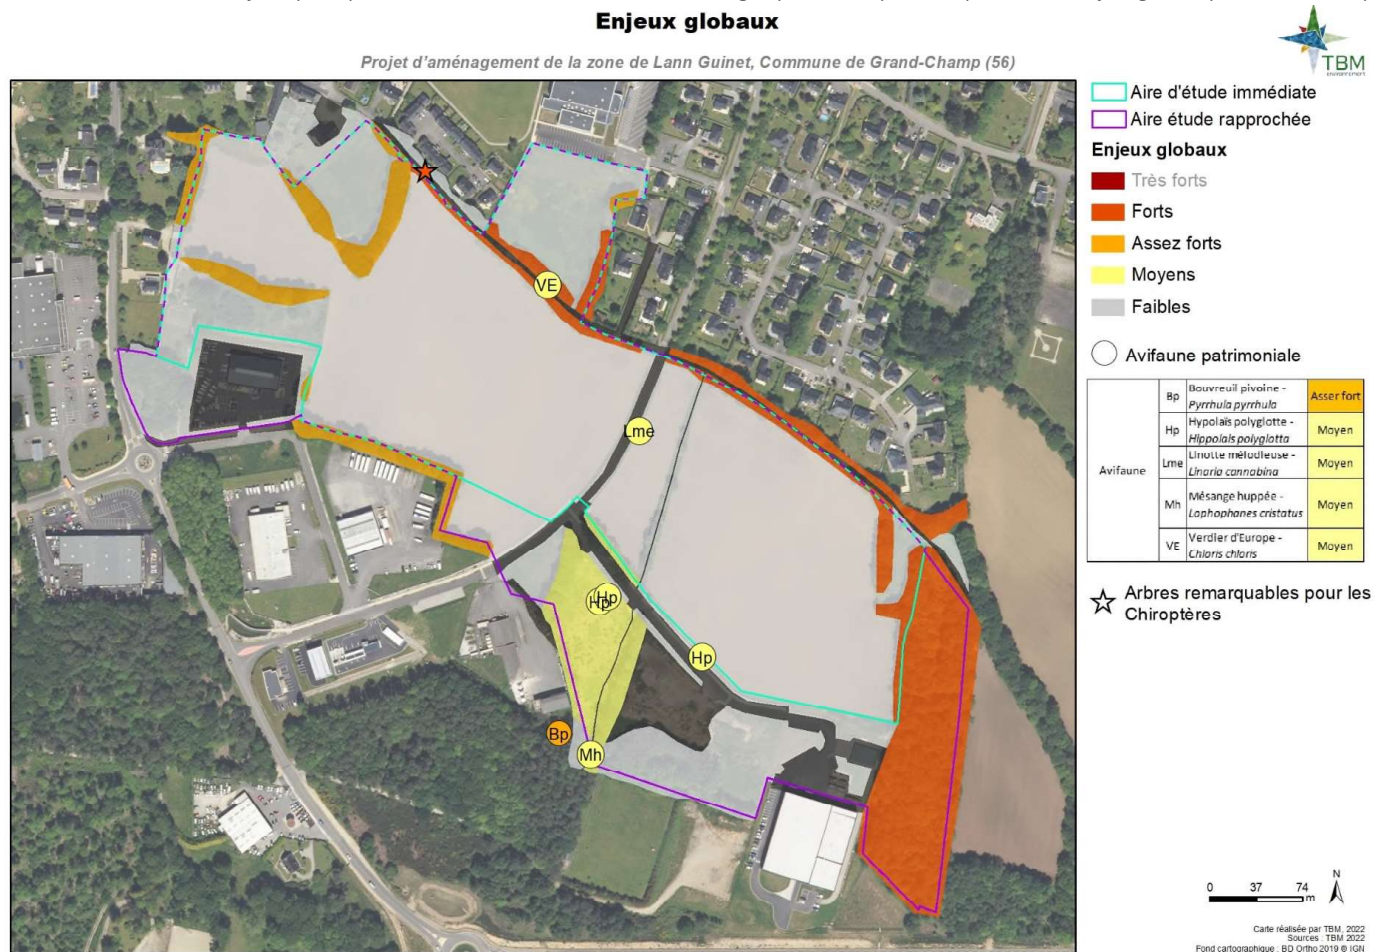 Enjeux globaux
Projet d'aménagement de la zone de Lann Guinet, Commune de Grand-Champ (56)
TBM
ENVIRONNEMENT
Aire d'étude immédiate
Aire étude rapprochée
Enjeux globaux
Très forts
Forts
Assez forts
Moyens
Faibles
Avifaune patrimoniale
Avifaune
Bp
Bouvreuil pivoine -
Pyrrhula pyrrhula
Asser fort
Hp
Hypolaïs polyglotte -
Hippolais polyglotta
Moyen
Lme
Linotte mélodieuse -
Linaria cannabina
Moyen
Mh
Mésange huppée -
Lophophanes cristatus
Moyen
VE
Verdier d'Europe -
Chloris chloris
Moyen
Arbres remarquables pour les
Chiroptères
VE
Lme
Hp
Hp
Hp
Bp
Mh
N
0 37 74
m
Carte réalisée par TBM, 2022
Sources : TBM 2022
Fond cartographique : BD Ortho 2019 © IGN